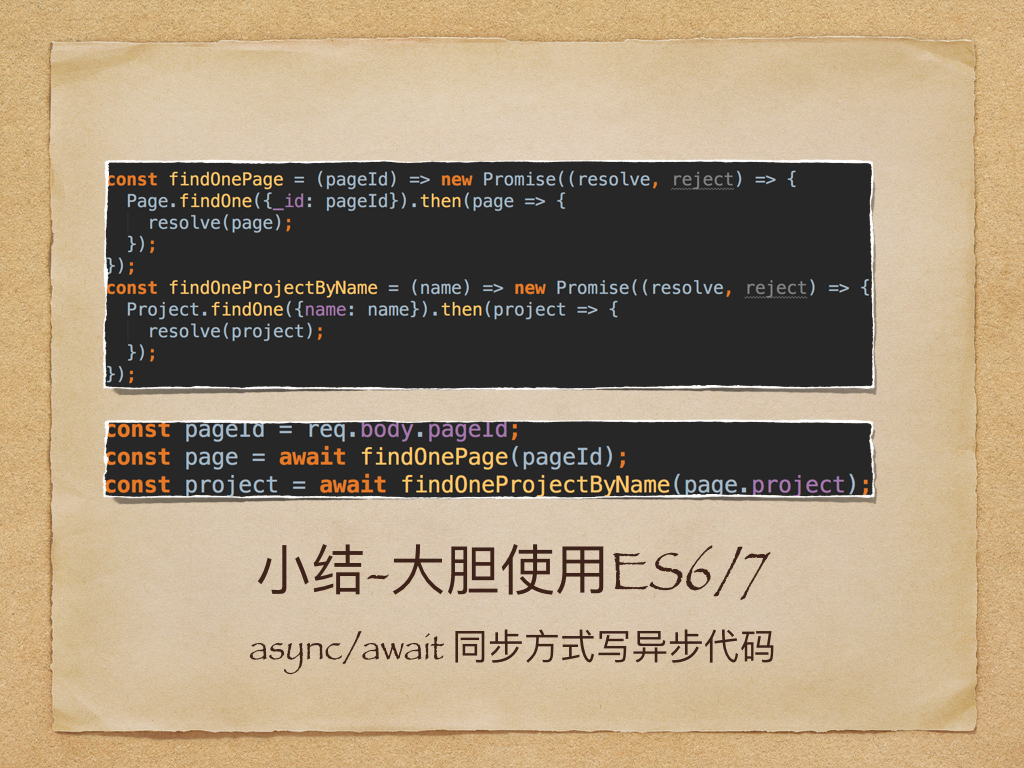 const findOnePage = (pageId) => new Promise((resolve, reject) => {
  Page.findOne({_id: pageId}).then(page => {
    resolve(page);
  });
});
const findOneProjectByName = (name) => new Promise((resolve, reject) => {
  Project.findOne({name: name}).then(project => {
    resolve(project);
  });
});
const pageId = req.body.pageId;
const page = await findOnePage(pageId);
const project = await findOneProjectByName(page.project);
小结-大胆使用ES6/7
async/await 同步方式写异步代码